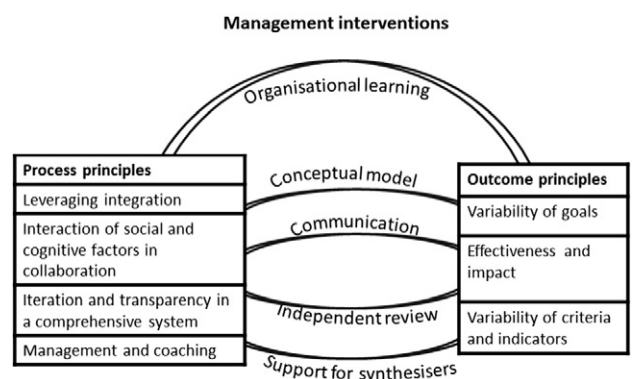 Management interventions
Organisational learning
Conceptual model
Communication
Independent review
Support for synthesisers
Process principles
Leveraging integration
Interaction of social and
cognitive factors in
collaboration
Iteration and transparency in
a comprehensive system
Management and coaching
Outcome principles
Variability of goals
Effectiveness and
impact
Variability of criteria
and indicators